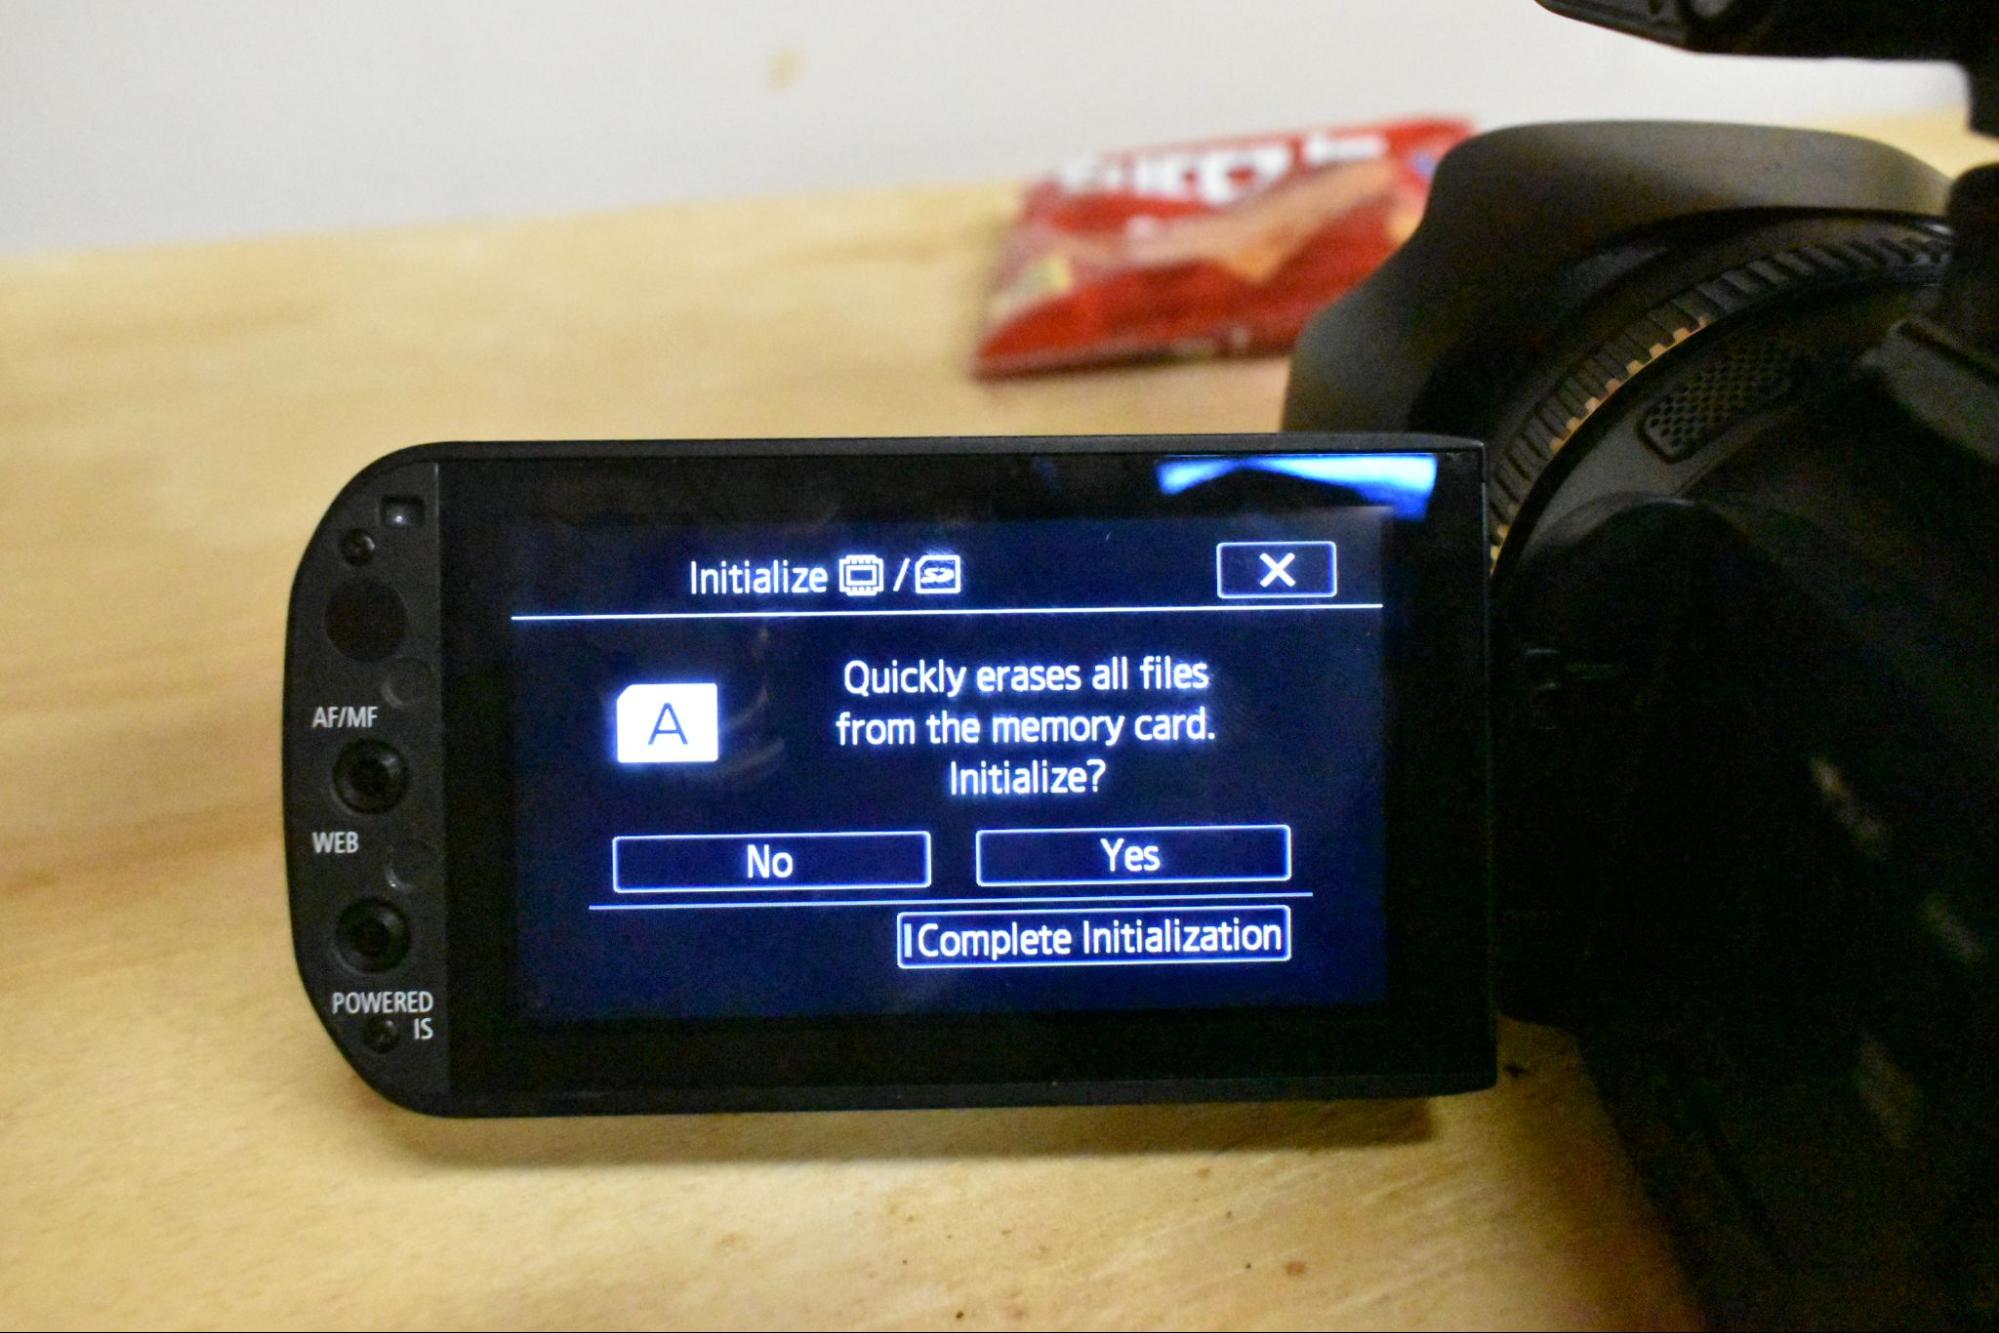 Initialize / SD
X
A
Quickly erases all files
from the memory card.
Initialize?
No
Yes
Complete Initialization
AF/MF
WEB
POWERED
IS